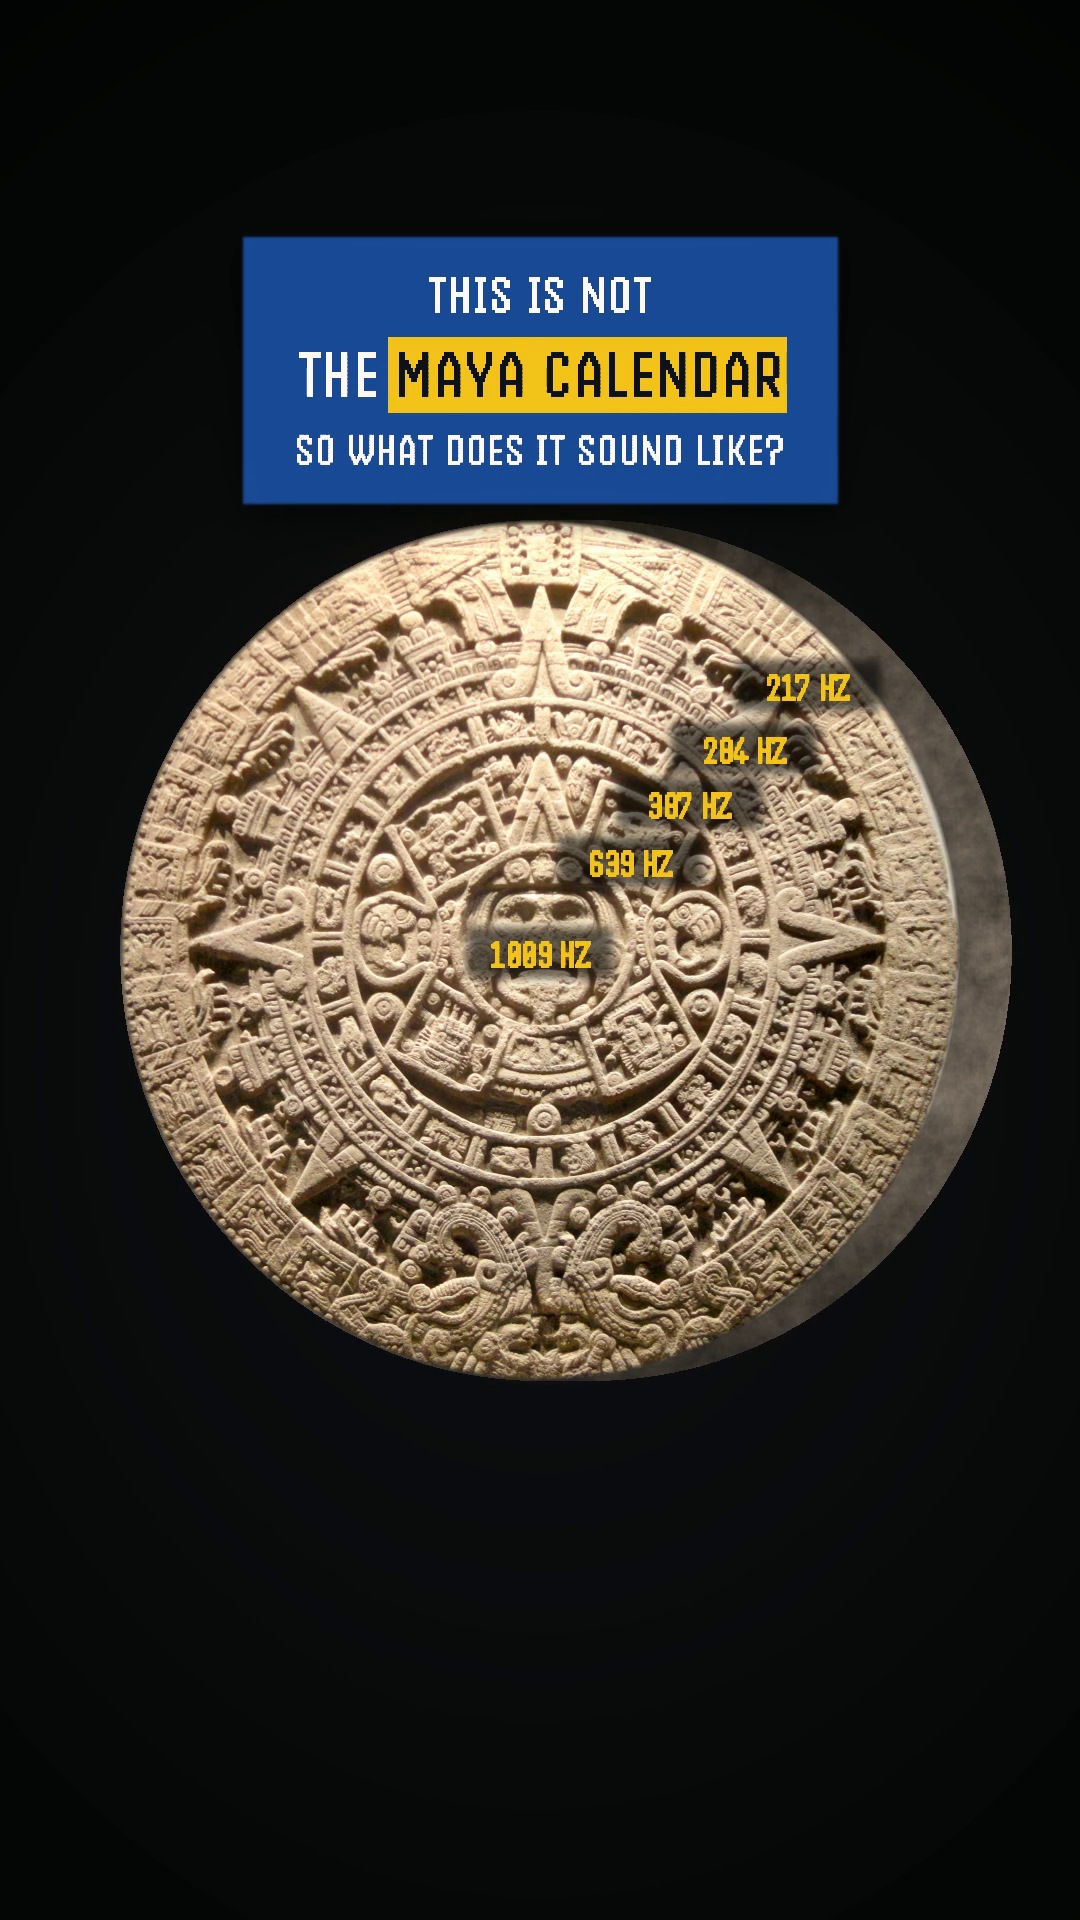 THIS IS NOT
THE MAYA CALENDAR
SO WHAT DOES IT SOUND LIKE?
217 HZ
284 HZ
387 HZ
639 HZ
1009 HZ